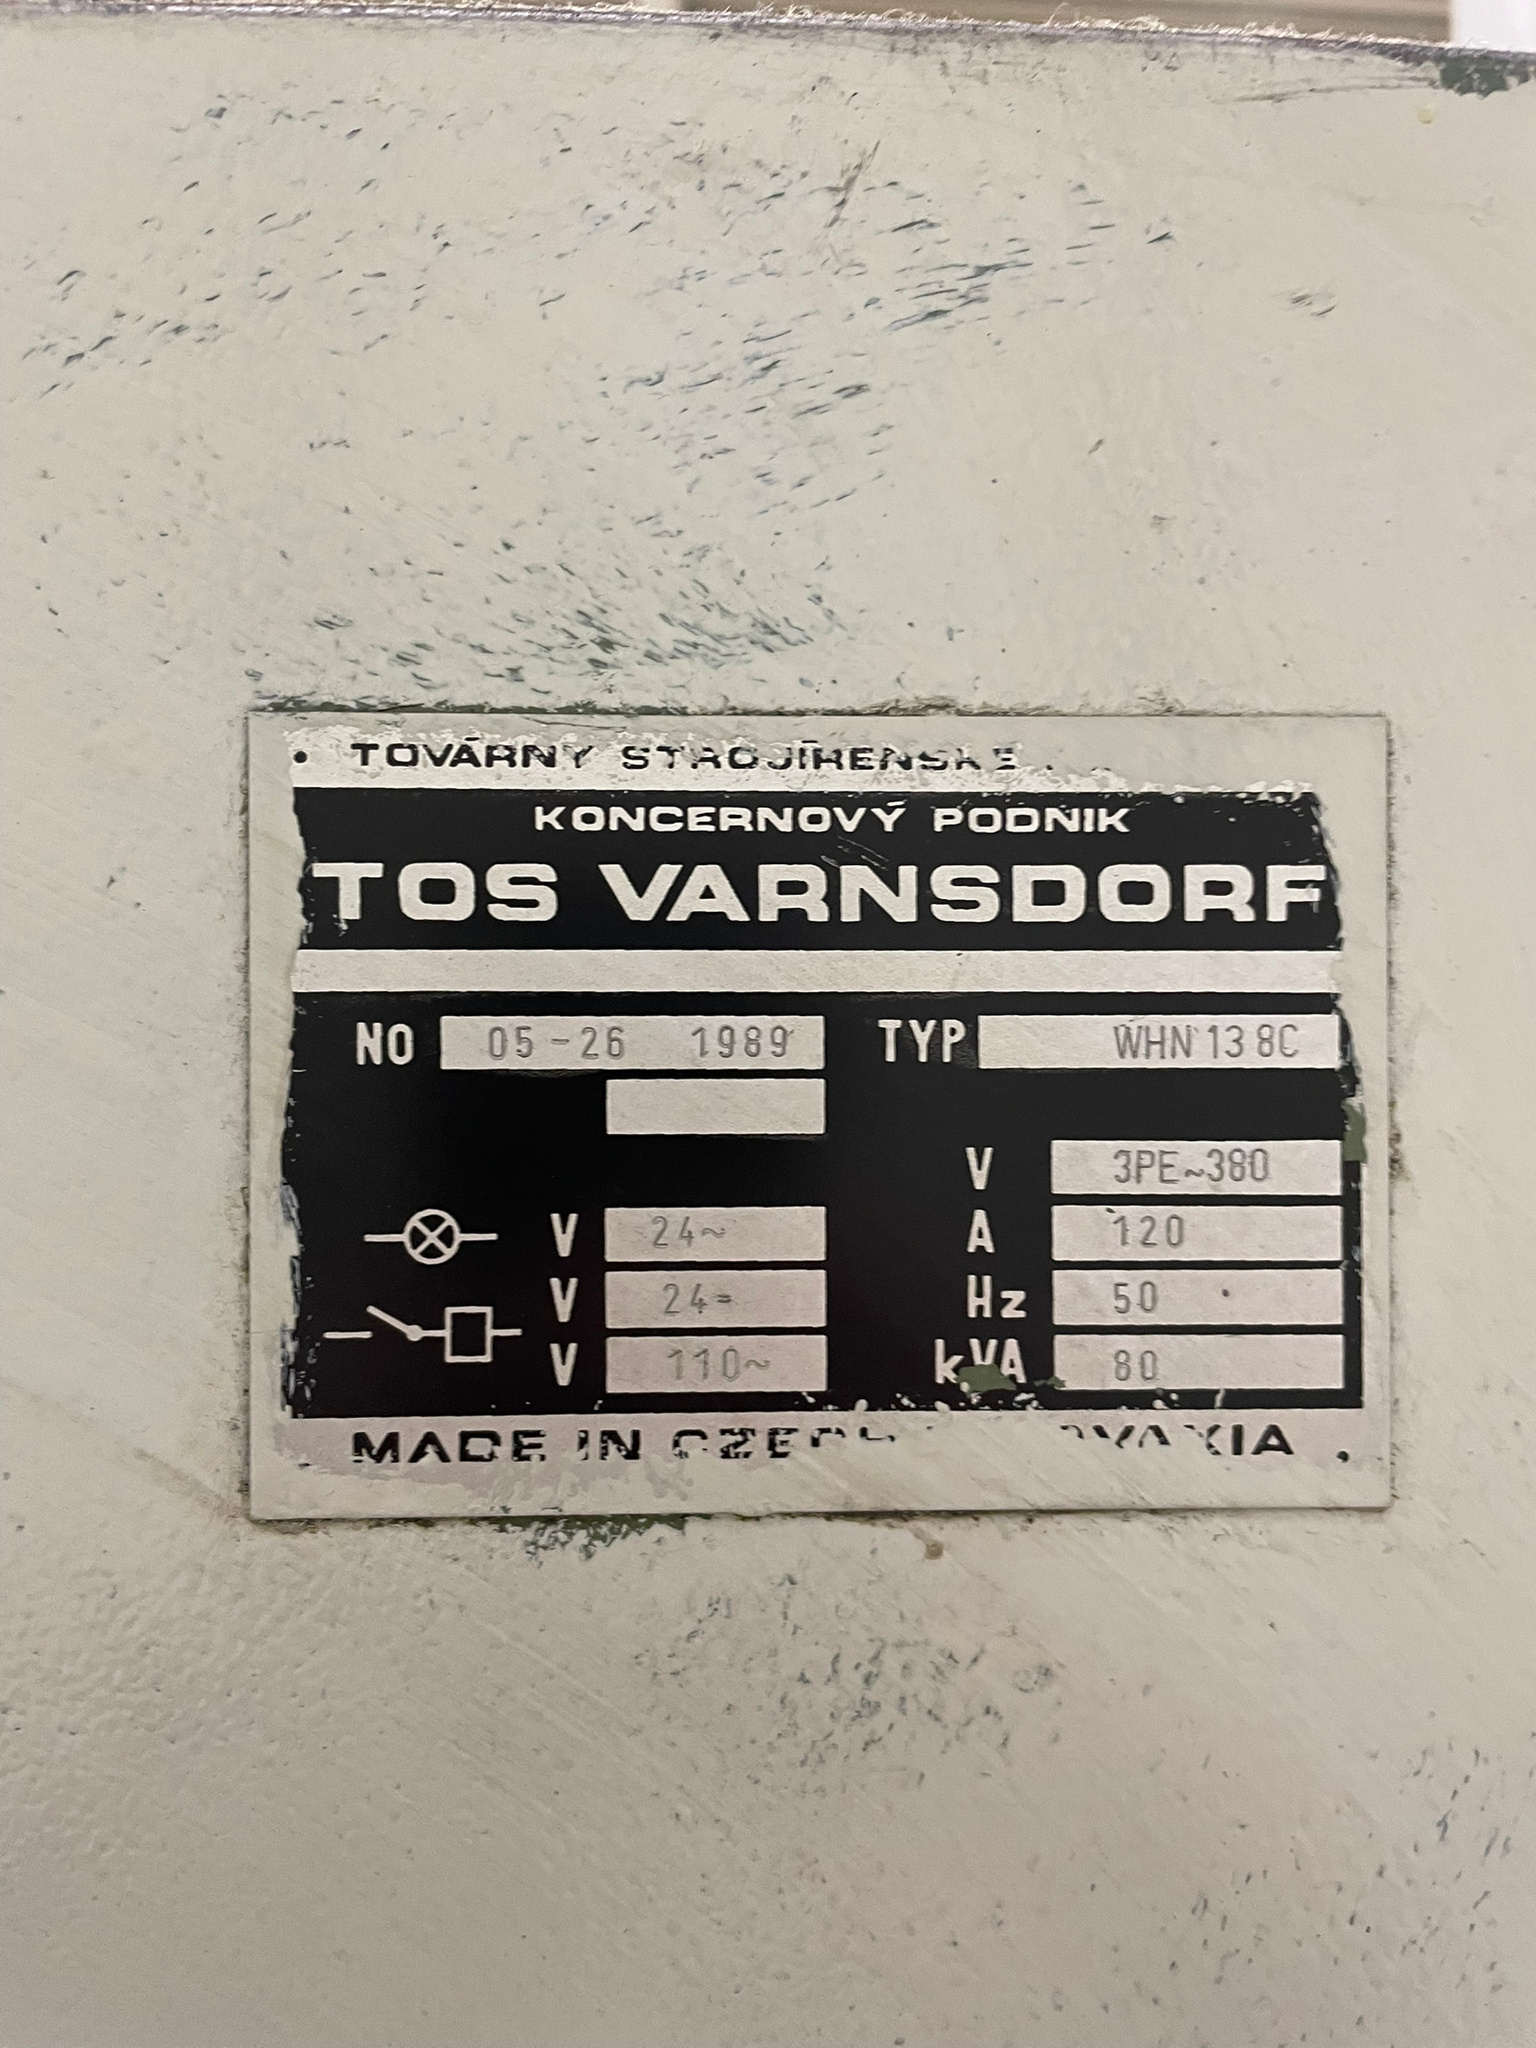 TOVÁRNY STROJÍRENSKÉ
KONCERNOVÝ PODNIK
TOS VARNSDORF
NO 05-26 1989 TYP WHN 13 8C
V 3PE~380
V 24~ A 120
V 24= Hz 50
V 110~ kVA 80
MADE IN